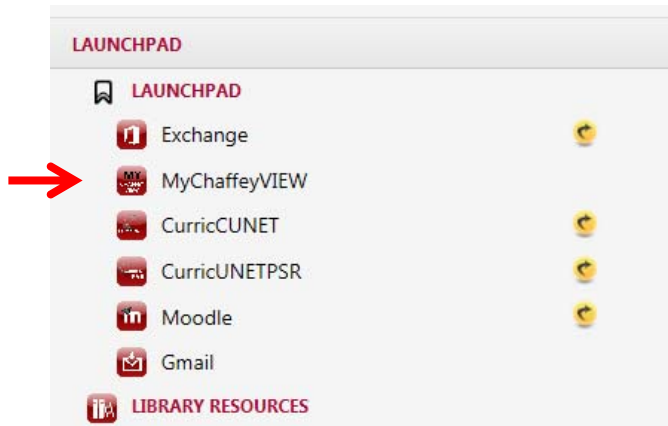 LAUNCHPAD
LAUNCHPAD
Exchange
MyChaffeyVIEW
CurricCUNET
CurricUNETPSR
Moodle
Gmail
LIBRARY RESOURCES